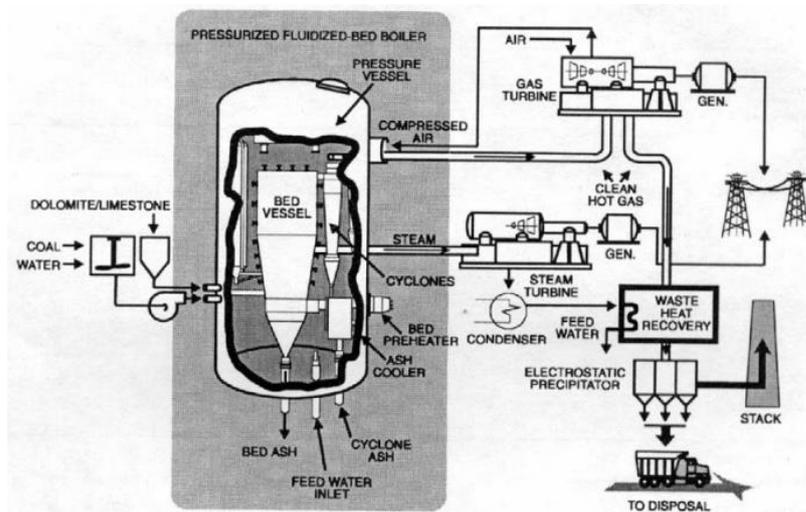 PRESSURIZED FLUIDIZED-BED BOILER
PRESSURE
VESSEL
AIR
GAS
TURBINE
GEN.
COMPRESSED
AIR
CLEAN
HOT GAS
DOLOMITE/LIMESTONE
COAL
WATER
BED
VESSEL
STEAM
CYCLONES
GEN.
STEAM
TURBINE
CONDENSER
FEED
WATER
WASTE
HEAT
RECOVERY
BED
PREHEATER
ASH
COOLER
ELECTROSTATIC
PRECIPITATOR
STACK
BED ASH
CYCLONE
ASH
FEED WATER
INLET
TO DISPOSAL